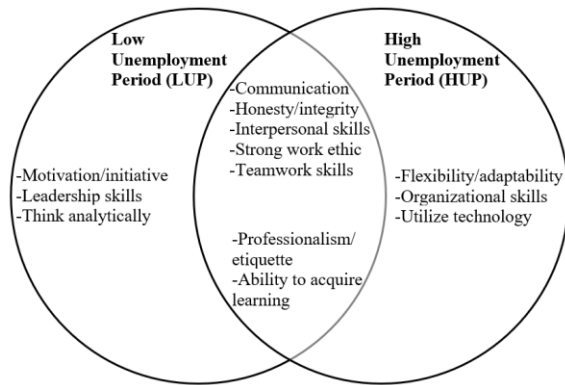 Low
Unemployment
Period (LUP)
High
Unemployment
Period (HUP)
-Communication
-Honesty/integrity
-Interpersonal skills
-Strong work ethic
-Teamwork skills
-Motivation/initiative
-Leadership skills
-Think analytically
-Flexibility/adaptability
-Organizational skills
-Utilize technology
-Professionalism/
etiquette
-Ability to acquire
learning